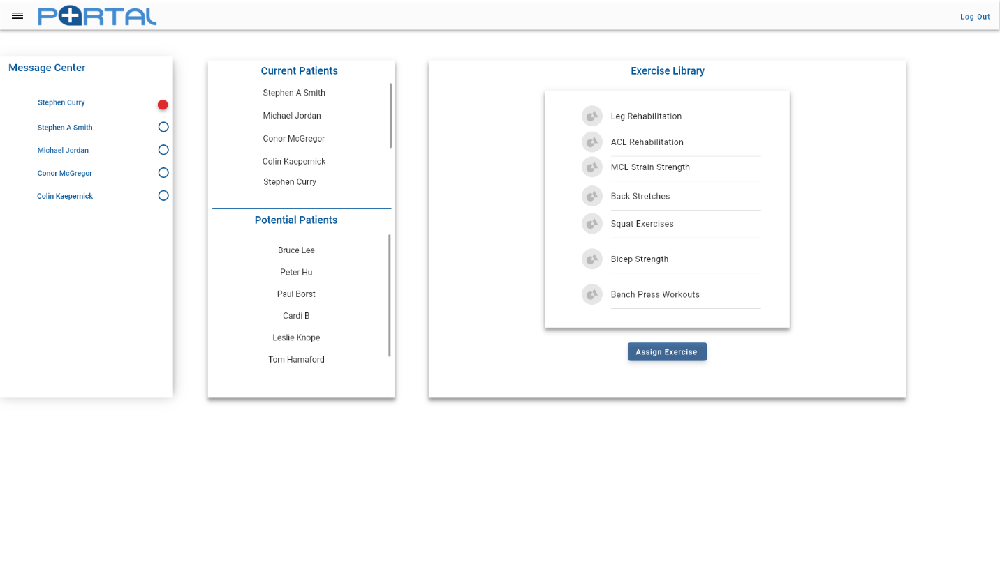 PORTAL
Log Out
Message Center
Stephen Curry
Stephen A Smith
Michael Jordan
Conor McGregor
Colin Kaepernick
Current Patients
Stephen A Smith
Michael Jordan
Conor McGregor
Colin Kaepernick
Stephen Curry
Potential Patients
Bruce Lee
Peter Hu
Paul Borst
Cardi B
Leslie Knope
Tom Hamaford
Exercise Library
Leg Rehabilitation
ACL Rehabilitation
MCL Strain Strength
Back Stretches
Squat Exercises
Bicep Strength
Bench Press Workouts
Assign Exercise